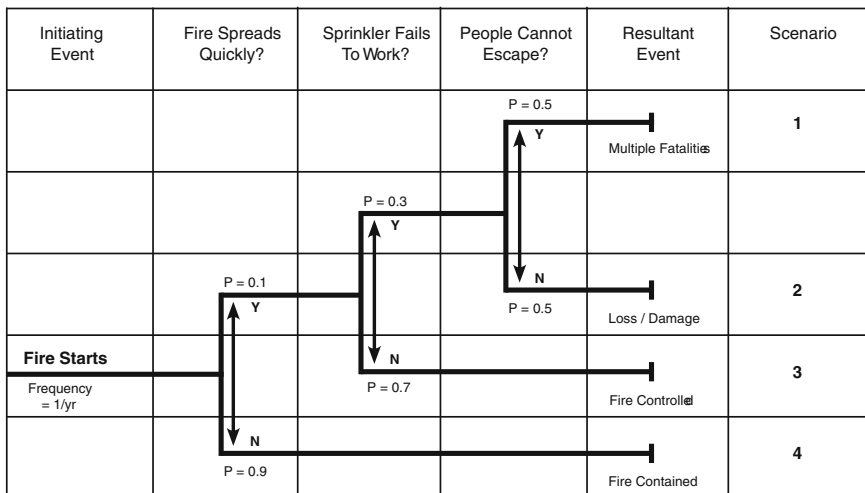 Initiating Event
Fire Spreads Quickly?
Sprinkler Fails To Work?
People Cannot Escape?
Resultant Event
Scenario
P = 0.5
Y
Multiple Fatalities
1
P = 0.3
Y
P = 0.1
Y
N
P = 0.5
Loss / Damage
2
Fire Starts
Frequency
= 1/yr
N
P = 0.7
Fire Controlled
3
N
P = 0.9
Fire Contained
4